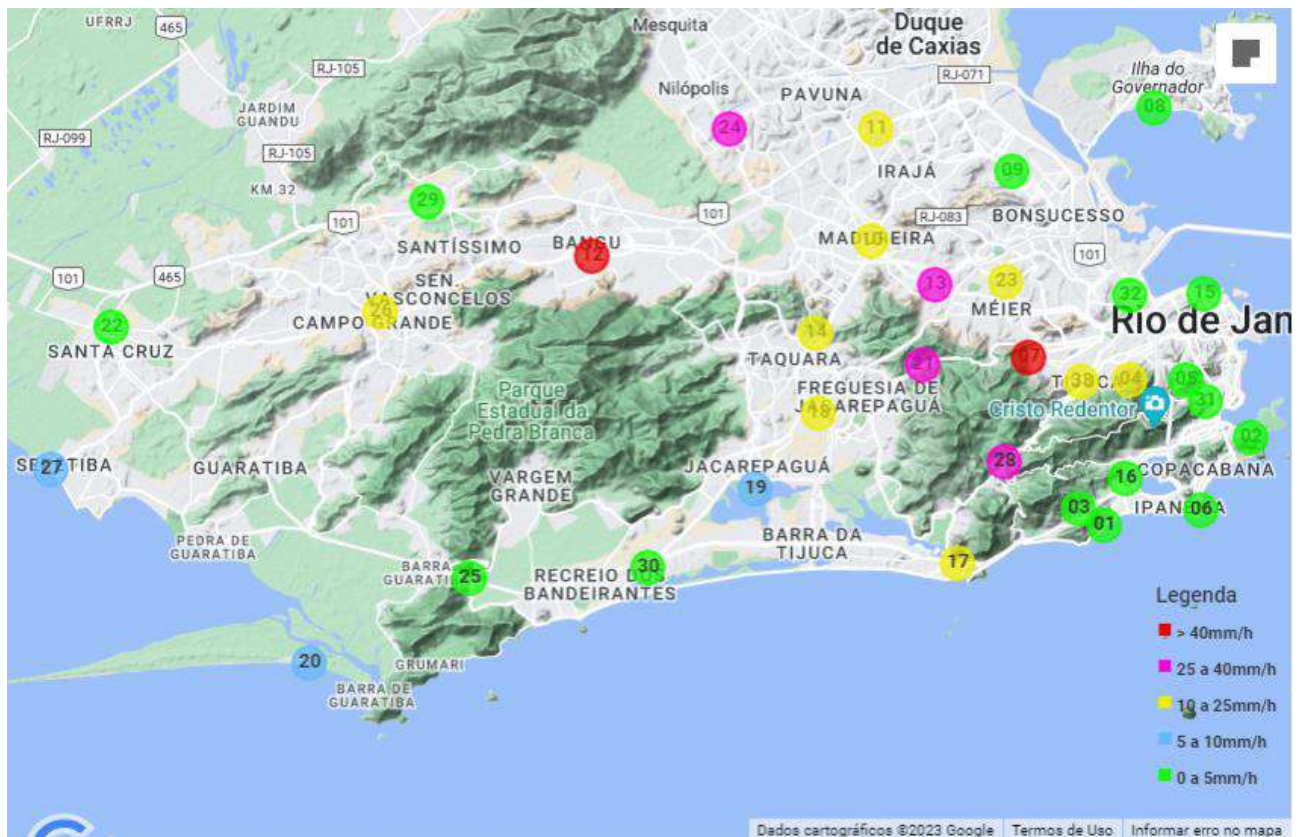 UFRRJ
465
Mesquita
Duque
de Caxias
RJ-105
RJ-071
Ilha do
Governador
Nilópolis
PAVUNA
08
JARDIM
GUANDU
24
11
RJ-099
RJ-105
IRAJÁ
09
KM 32
29
101
101
RJ-083
BONSUCESSO
SANTÍSSIMO
BANGU
12
MADUREIRA
101
101
465
SEN.
VASCONCELOS
13
23
32
15
26
CAMPO GRANDE
MÉIER
22
14
Rio de Jan
SANTA CRUZ
TAQUARA
07
21
38
04
05
Parque
Estadual da
Pedra Branca
FREGUESIA DE
JACAREPAGUÁ
Cristo Redentor
31
02
SEPETIBA
27
GUARATIBA
JACAREPAGUÁ
28
COPACABANA
VARGEM
GRANDE
19
16
03
IPANEMA
06
01
PEDRA DE
GUARATIBA
BARRA DA
TIJUCA
17
BARRA
GUARATIBA
25
30
RECREIO DOS
BANDEIRANTES
Legenda
> 40mm/h
20
GRUMARI
25 a 40mm/h
BARRA DE
GUARATIBA
10 a 25mm/h
5 a 10mm/h
0 a 5mm/h
Dados cartográficos ©2023 Google
Termos de Uso
Informar erro no mapa